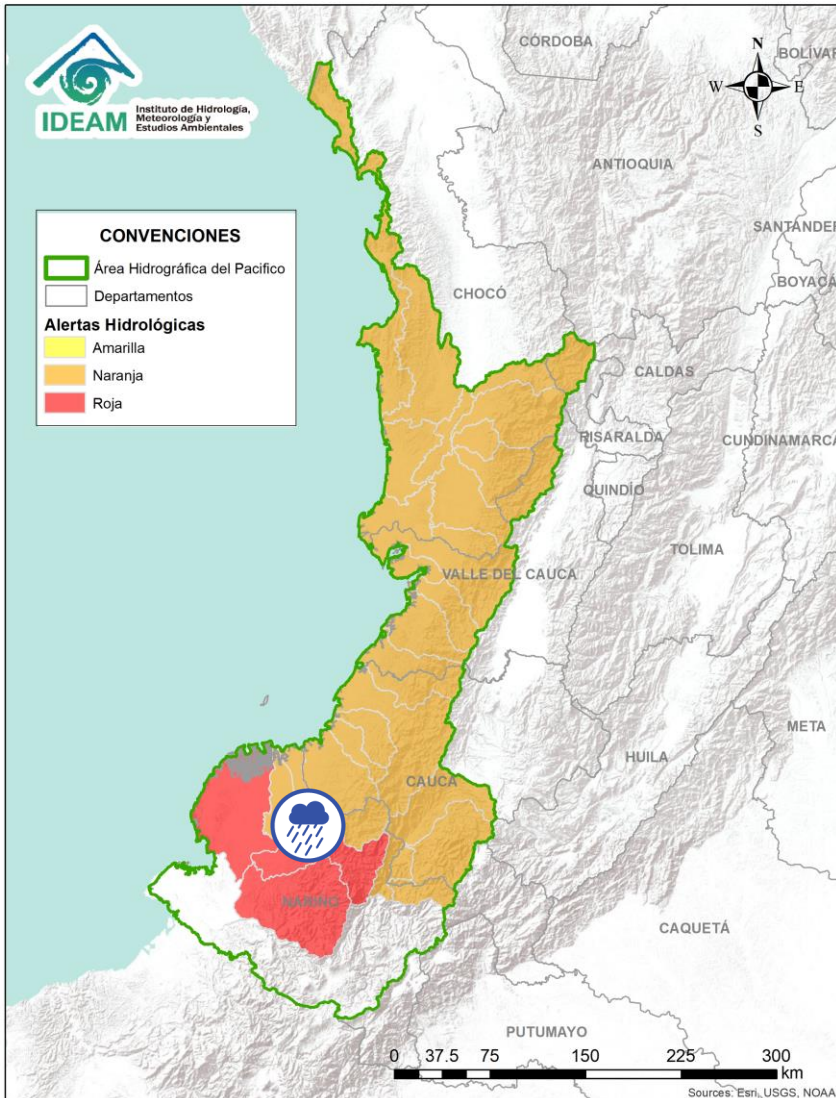 IDEAM
Instituto de Hidrología,
Meteorología y
Estudios Ambientales
CÓRDOBA
BOLÍVAR
N
W
E
S
ANTIOQUIA
SANTANDER
BOYACÁ
CHOCÓ
CONVENCIONES
Área Hidrográfica del Pacifico
Departamentos
Alertas Hidrológicas
Amarilla
Naranja
Roja
CALDAS
RISARALDA
CUNDINAMARCA
QUINDÍO
TOLIMA
VALLE DEL CAUCA
META
HUILA
CAUCA
NARIÑO
CAQUETÁ
PUTUMAYO
0 37.5 75 150 225 300
km
Sources: Esri, USGS, NOAA